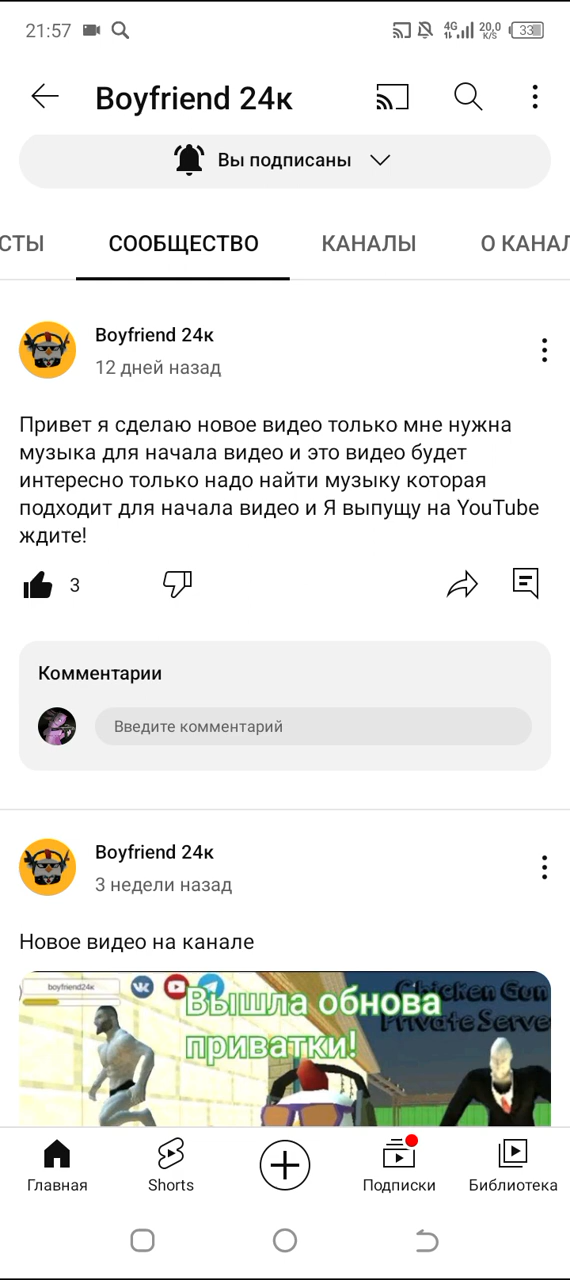 21:57
4G
20,0
K/S
33
Boyfriend 24к
Вы подписаны
СТЫ
СООБЩЕСТВО
КАНАЛЫ
О КАНАЛ
Boyfriend 24к
12 дней назад
Привет я сделаю новое видео только мне нужна
музыка для начала видео и это видео будет
интересно только надо найти музыку которая
подходит для начала видео и Я выпущу на YouTube
ждите!
3
Комментарии
Введите комментарий
Boyfriend 24к
3 недели назад
Новое видео на канале
boyfriend24к
Chicken Gun
Private Serve
Вышла обнова
приватки!
Главная
Shorts
Подписки
Библиотека